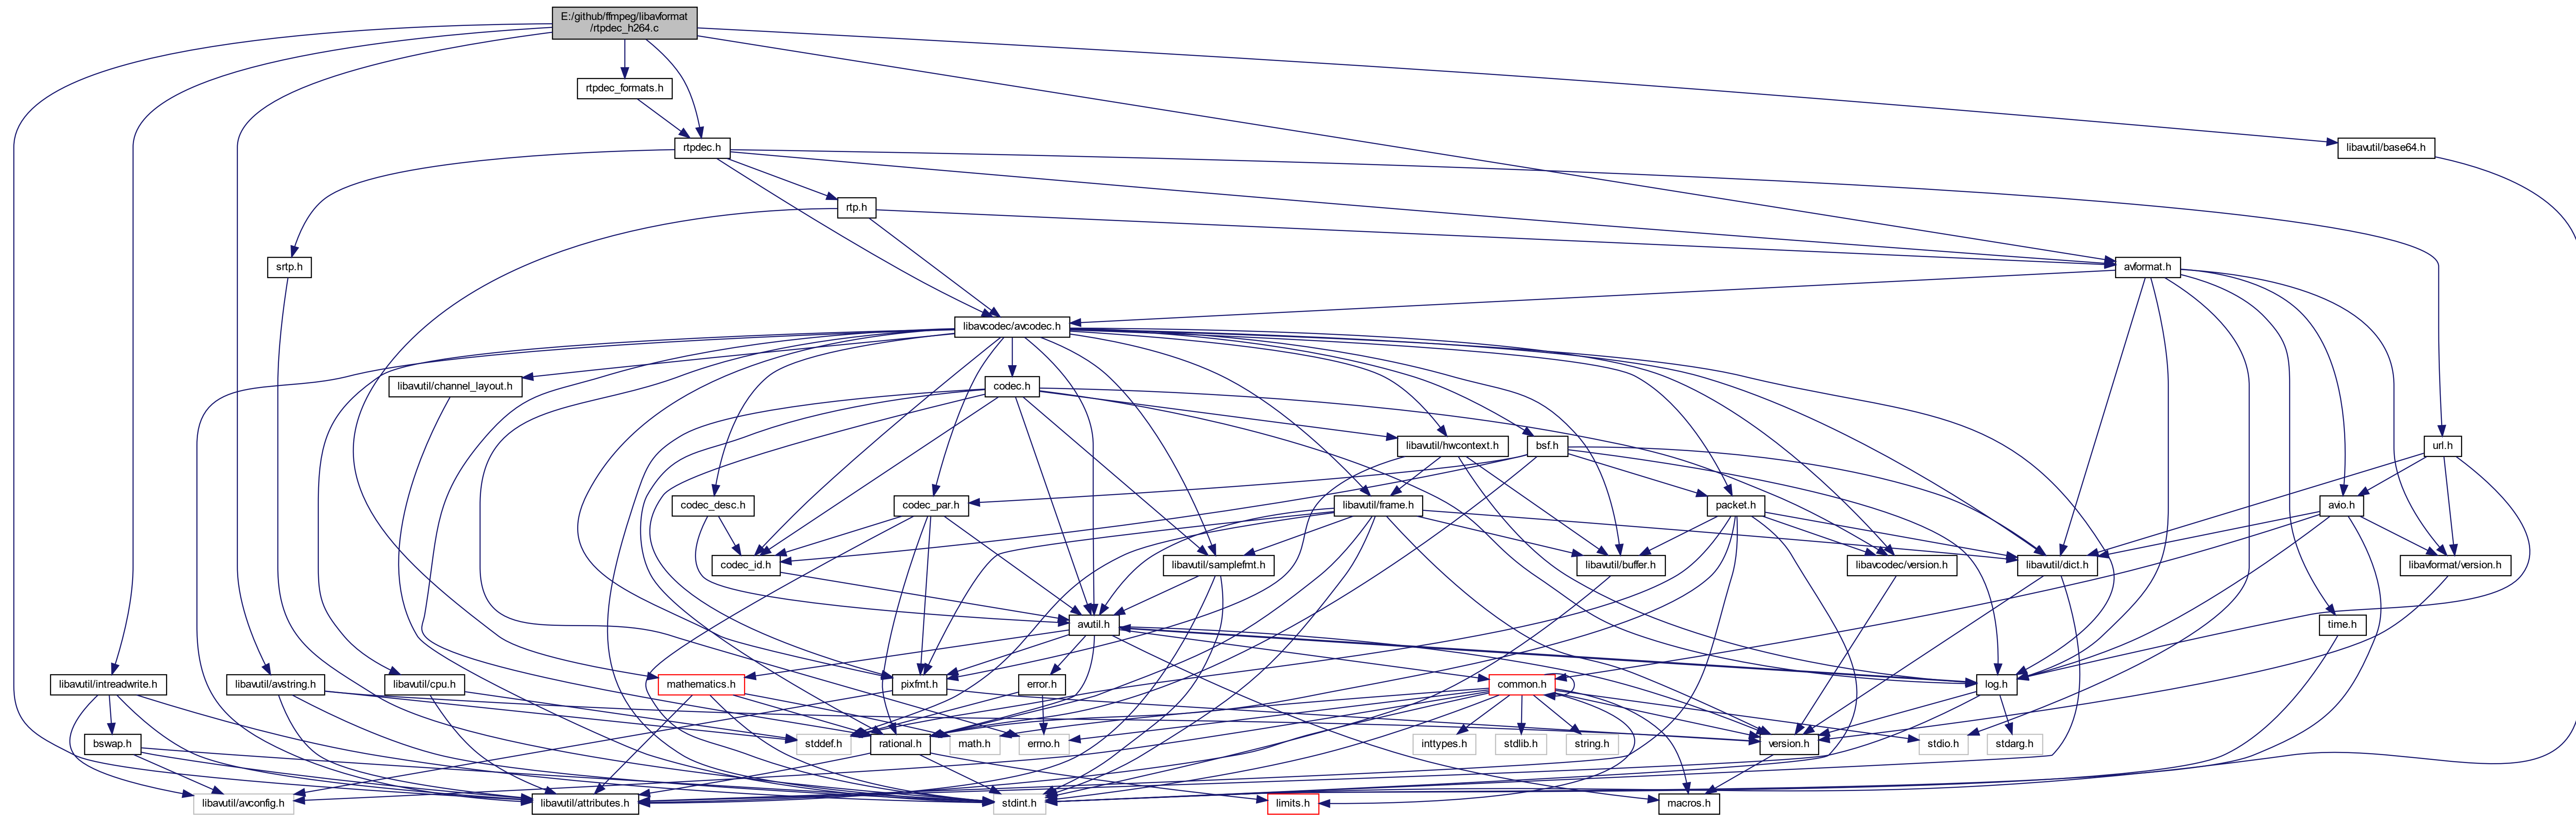 E:/github/ffmpeg/libavformat
/rtpdec_h264.c
rtpdec_formats.h
rtpdec.h
libavutil/base64.h
rtp.h
srtp.h
avformat.h
libavcodec/avcodec.h
libavutil/channel_layout.h
codec.h
libavutil/hwcontext.h
bsf.h
url.h
codec_desc.h
codec_par.h
libavutil/frame.h
packet.h
avio.h
codec_id.h
libavutil/samplefmt.h
libavutil/buffer.h
libavcodec/version.h
libavutil/dict.h
libavformat/version.h
avutil.h
time.h
libavutil/intreadwrite.h
libavutil/avstring.h
libavutil/cpu.h
mathematics.h
pixfmt.h
error.h
common.h
log.h
bswap.h
stddef.h
rational.h
math.h
errno.h
inttypes.h
stdlib.h
string.h
version.h
stdio.h
stdarg.h
libavutil/avconfig.h
libavutil/attributes.h
stdint.h
limits.h
macros.h